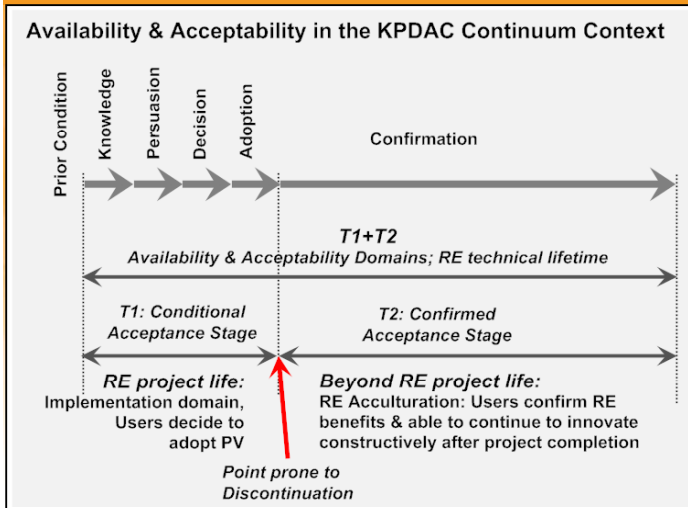 Availability & Acceptability in the KPDAC Continuum Context
Prior Condition
Knowledge
Persuasion
Decision
Adoption
Confirmation
T1+T2
Availability & Acceptability Domains; RE technical lifetime
T1: Conditional
Acceptance Stage
T2: Confirmed
Acceptance Stage
RE project life:
Implementation domain,
Users decide to
adopt PV
Beyond RE project life:
RE Acculturation: Users confirm RE
benefits & able to continue to innovate
constructively after project completion
Point prone to
Discontinuation